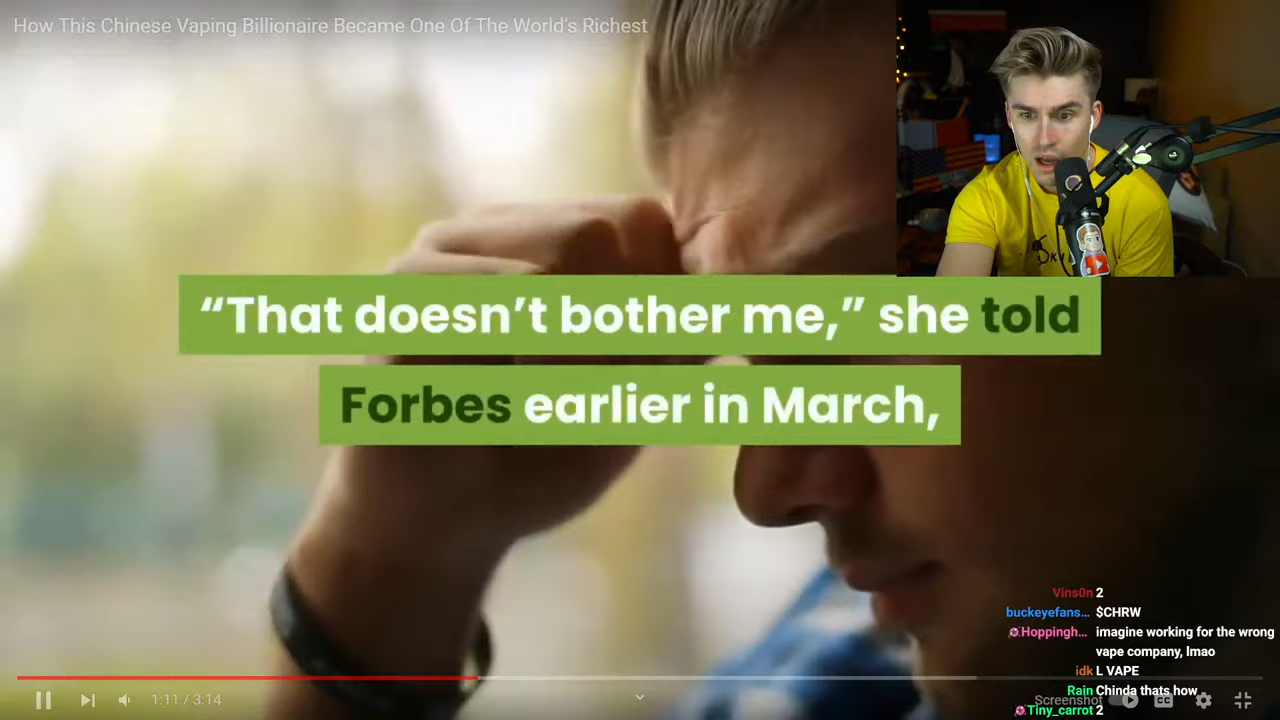 How This Chinese Vaping Billionaire Became One Of The World's Richest
“That doesn’t bother me,” she told
Forbes earlier in March,
Vins0n 2
buckeyefans... $CHRW
Hoppingh... imagine working for the wrong
vape company, lmao
idk L VAPE
Rain Chinda thats how
Screenshot
Tiny_carrot 2
1:11 / 3:14